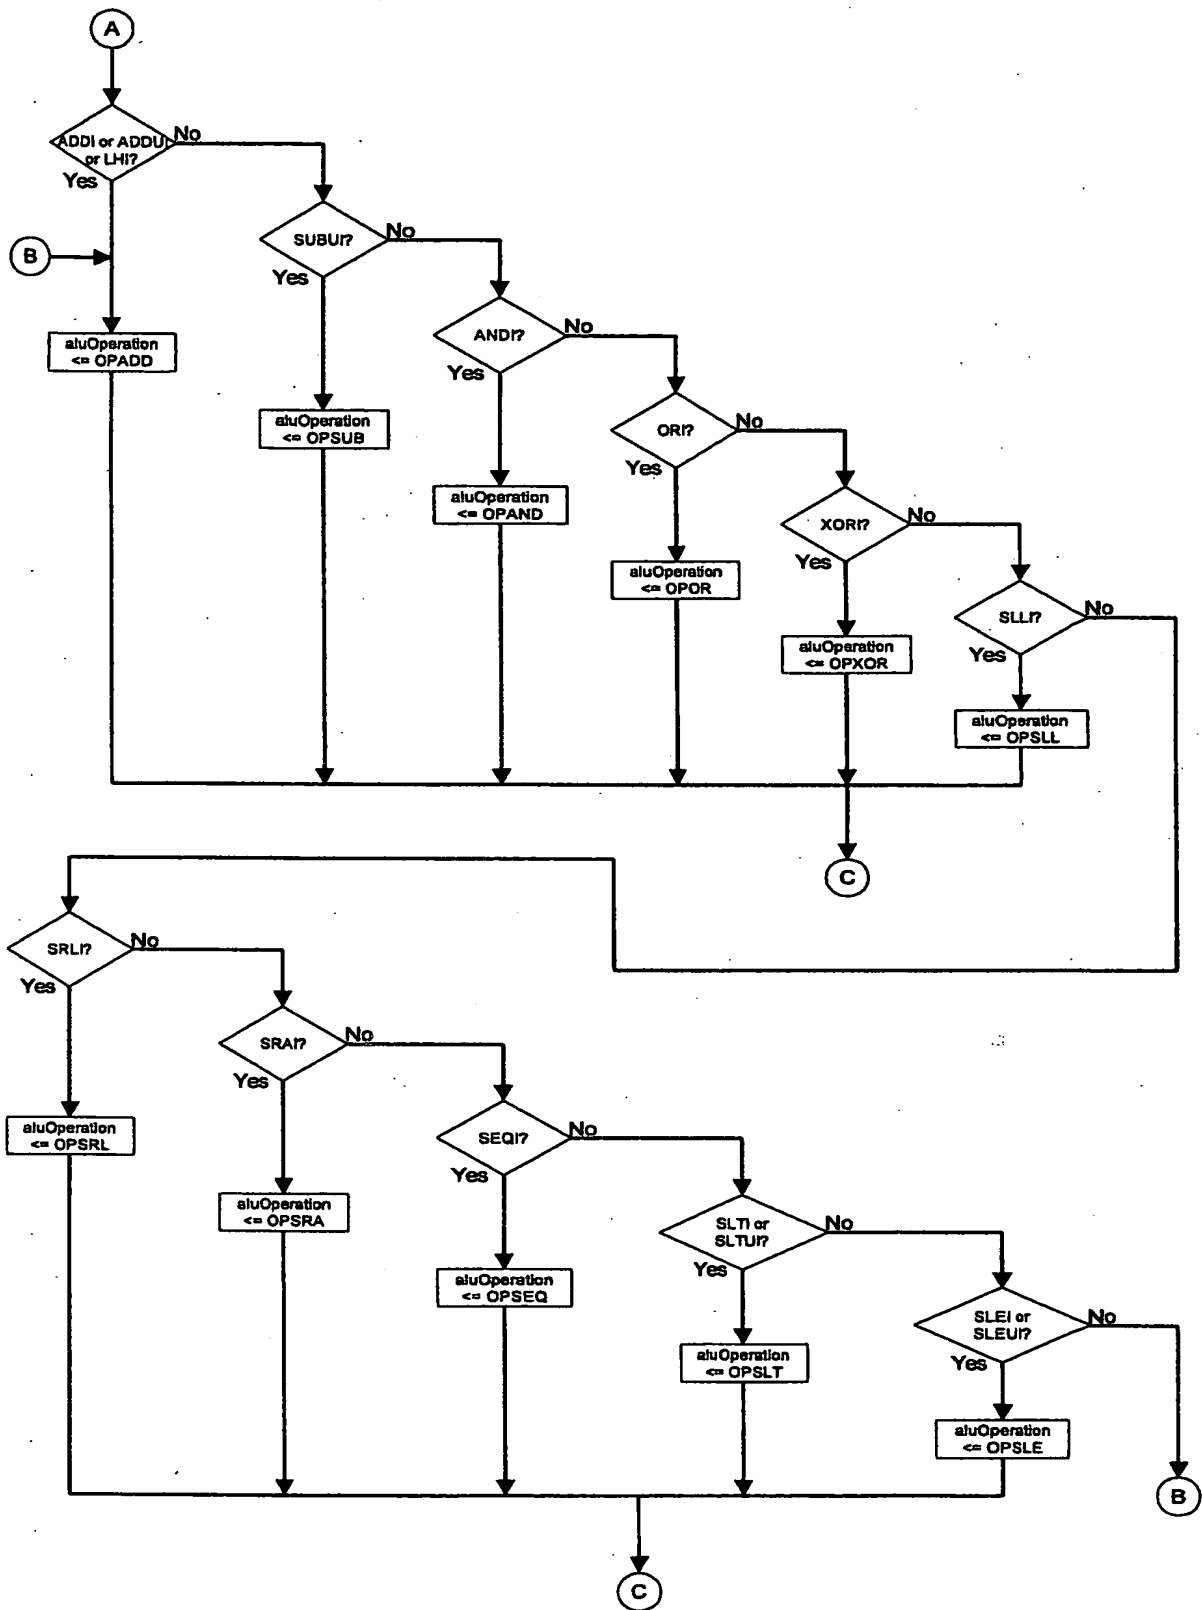 A
ADDI or ADDUI
or LHI?
No
Yes
B
aluOperation
<= OPADD
SUBUI?
No
Yes
aluOperation
<= OPSUB
ANDI?
No
Yes
aluOperation
<= OPAND
ORI?
No
Yes
aluOperation
<= OPOR
XORI?
No
Yes
aluOperation
<= OPXOR
SLLI?
No
Yes
aluOperation
<= OPSLL
C
SRLI?
No
Yes
aluOperation
<= OPSRL
SRAI?
No
Yes
aluOperation
<= OPSRA
SEQI?
No
Yes
aluOperation
<= OPSEQ
SLTI or
SLTUI?
No
Yes
aluOperation
<= OPSLT
SLEI or
SLEUI?
No
Yes
aluOperation
<= OPSLE
B
C